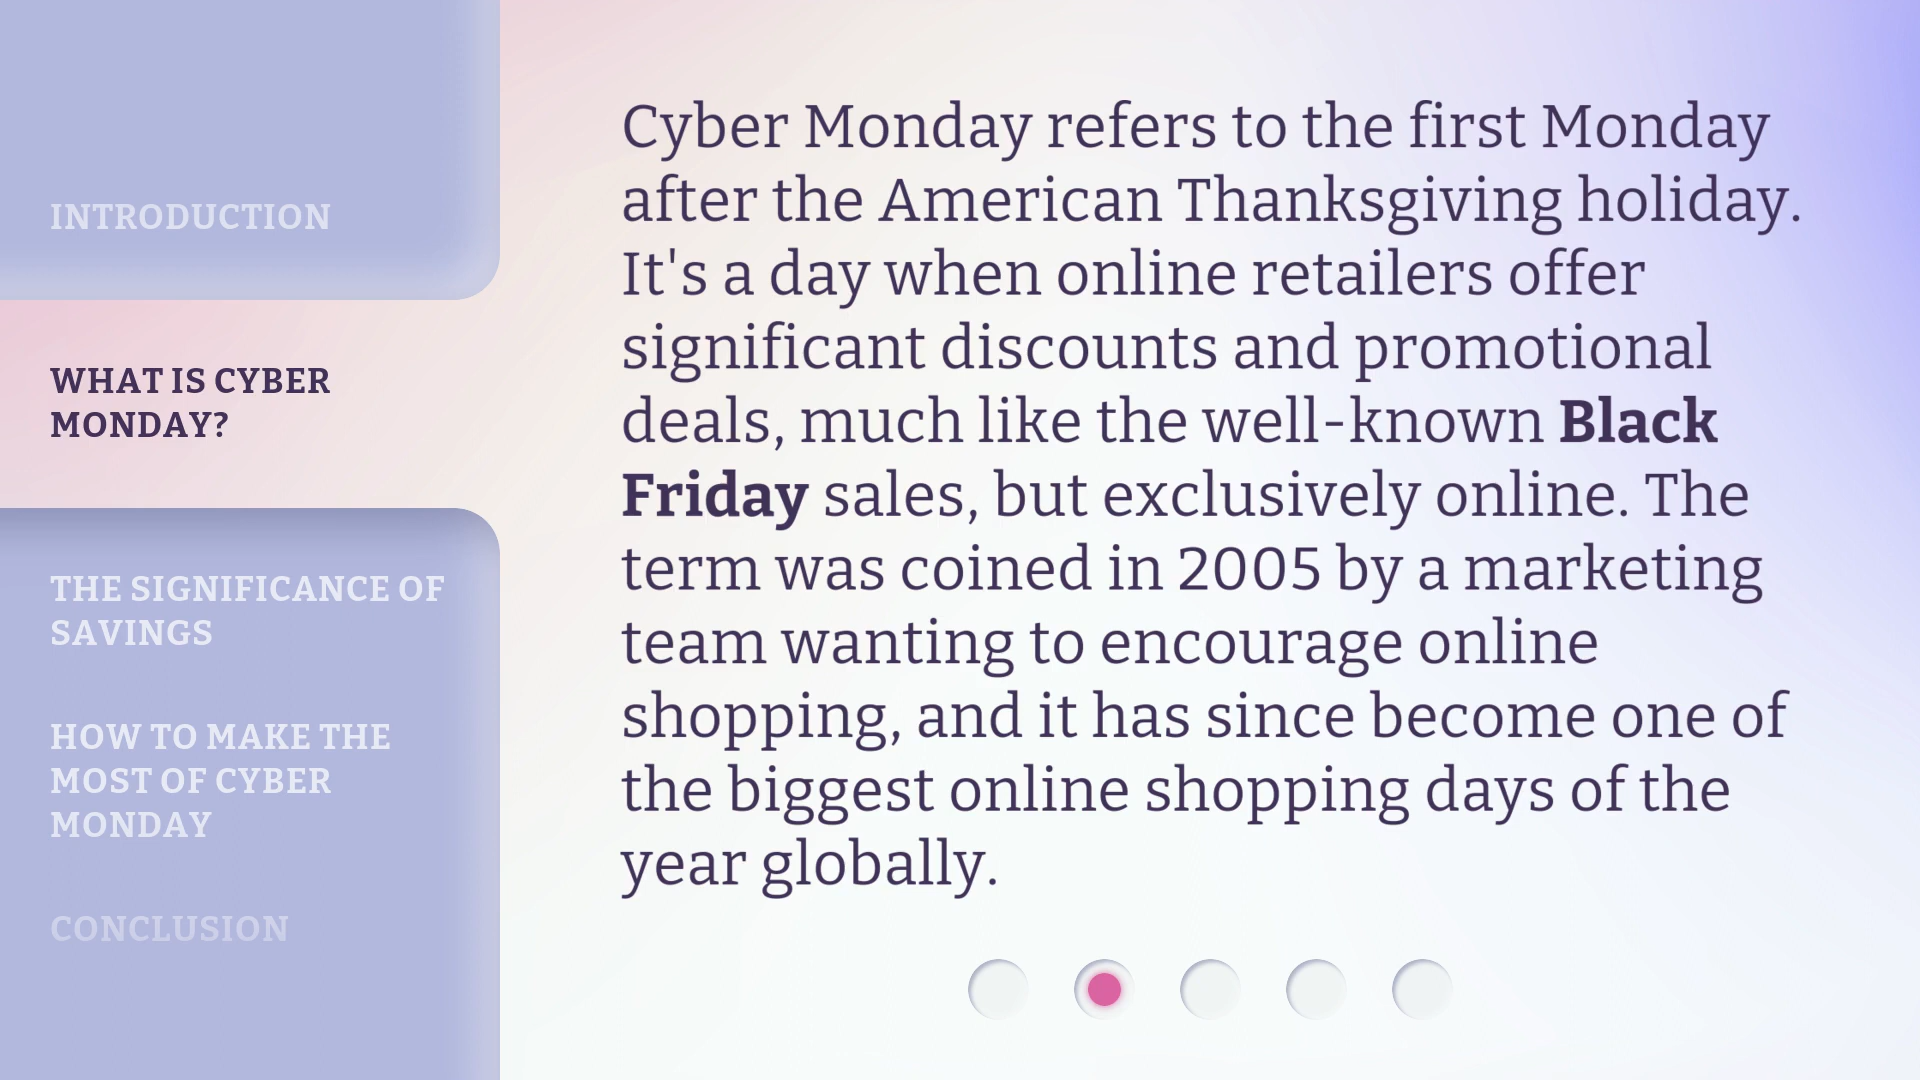 INTRODUCTION
WHAT IS CYBER
MONDAY?
THE SIGNIFICANCE OF
SAVINGS
HOW TO MAKE THE
MOST OF CYBER
MONDAY
CONCLUSION
Cyber Monday refers to the first Monday
after the American Thanksgiving holiday.
It's a day when online retailers offer
significant discounts and promotional
deals, much like the well-known Black
Friday sales, but exclusively online. The
term was coined in 2005 by a marketing
team wanting to encourage online
shopping, and it has since become one of
the biggest online shopping days of the
year globally.